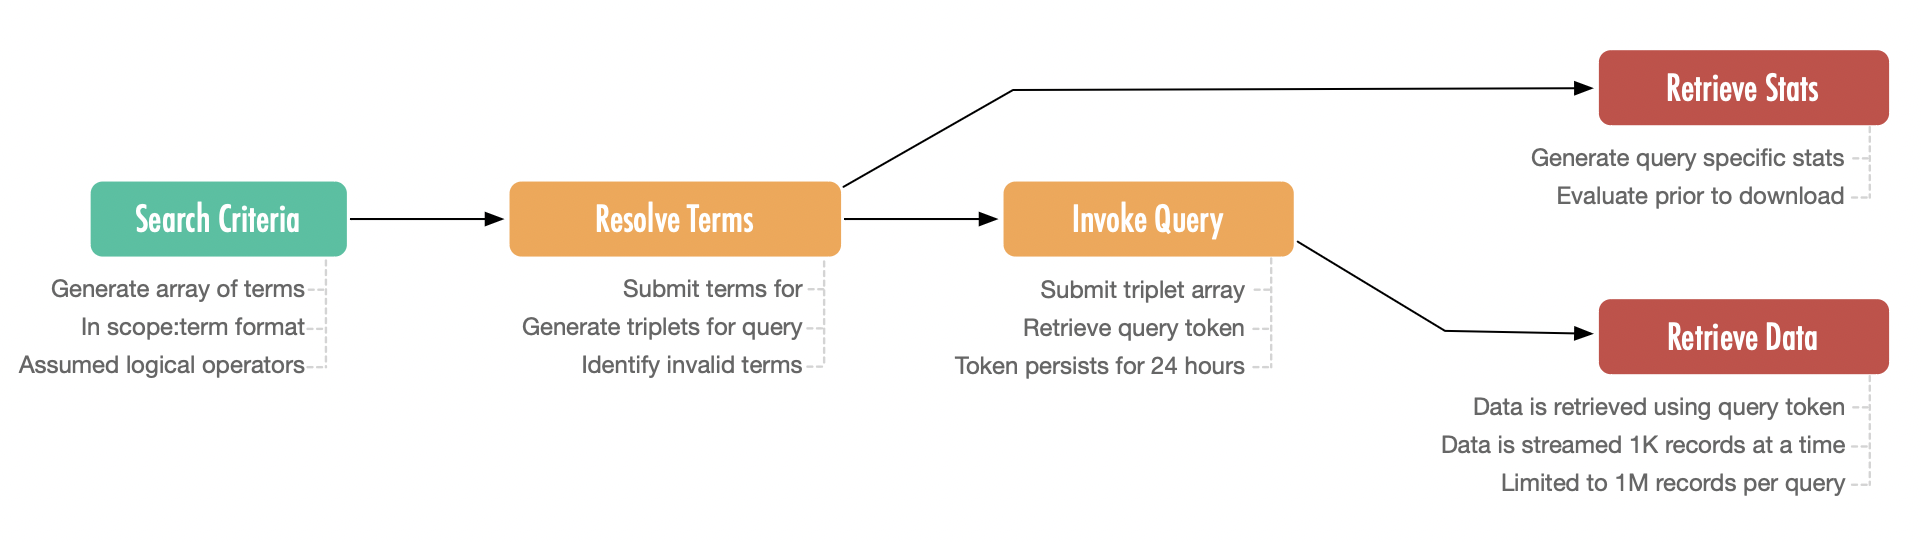 Search Criteria
Generate array of terms
In scope:term format
Assumed logical operators
Resolve Terms
Submit terms for
Generate triplets for query
Identify invalid terms
Invoke Query
Submit triplet array
Retrieve query token
Token persists for 24 hours
Retrieve Stats
Generate query specific stats
Evaluate prior to download
Retrieve Data
Data is retrieved using query token
Data is streamed 1K records at a time
Limited to 1M records per query